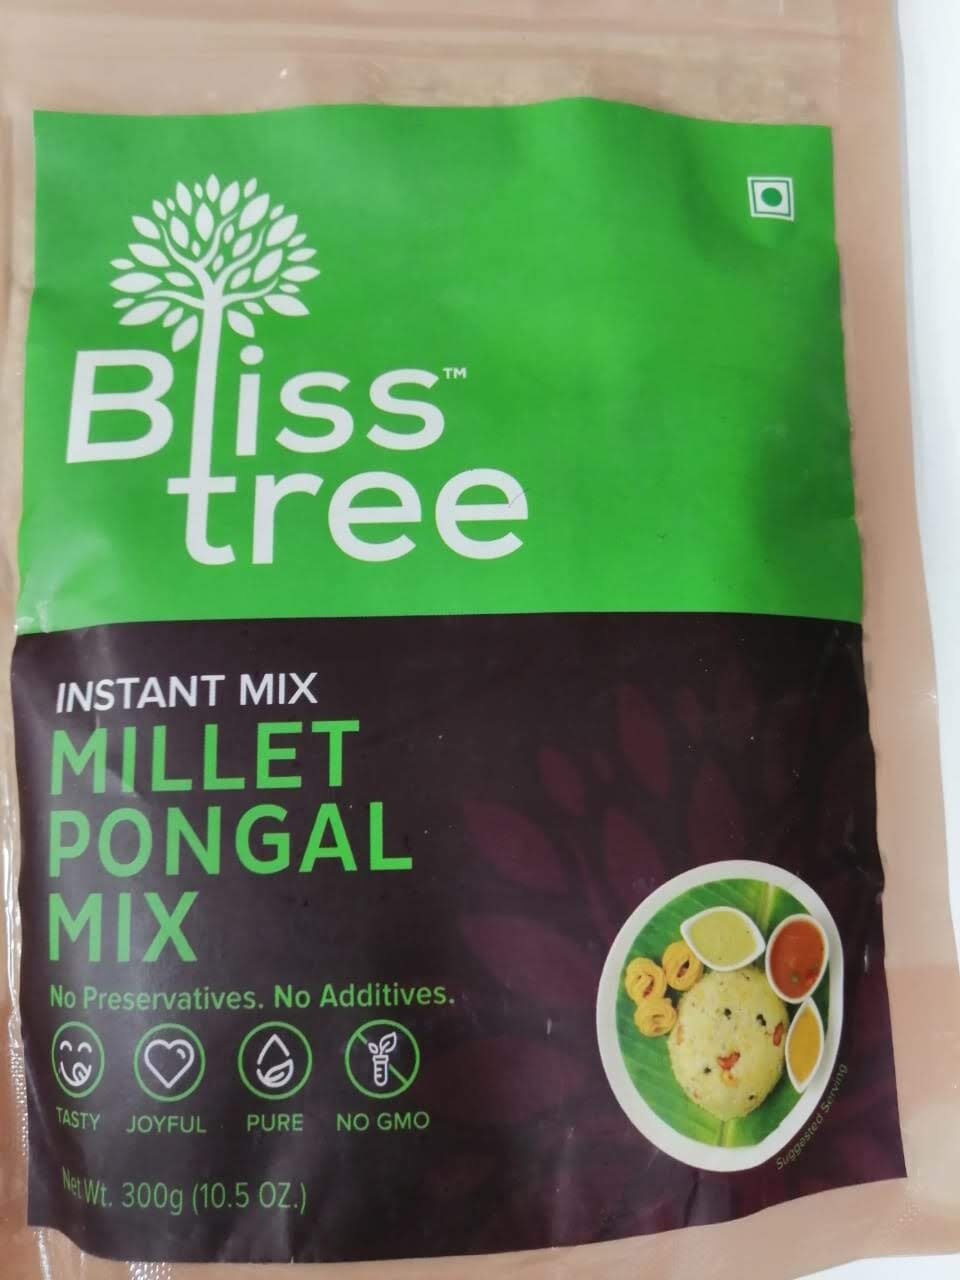 Bliss™
tree
INSTANT MIX
MILLET
PONGAL
MIX
No Preservatives. No Additives.
TASTY JOYFUL PURE NO GMO
Net Wt. 300g (10.5 OZ.)
Suggested Serving